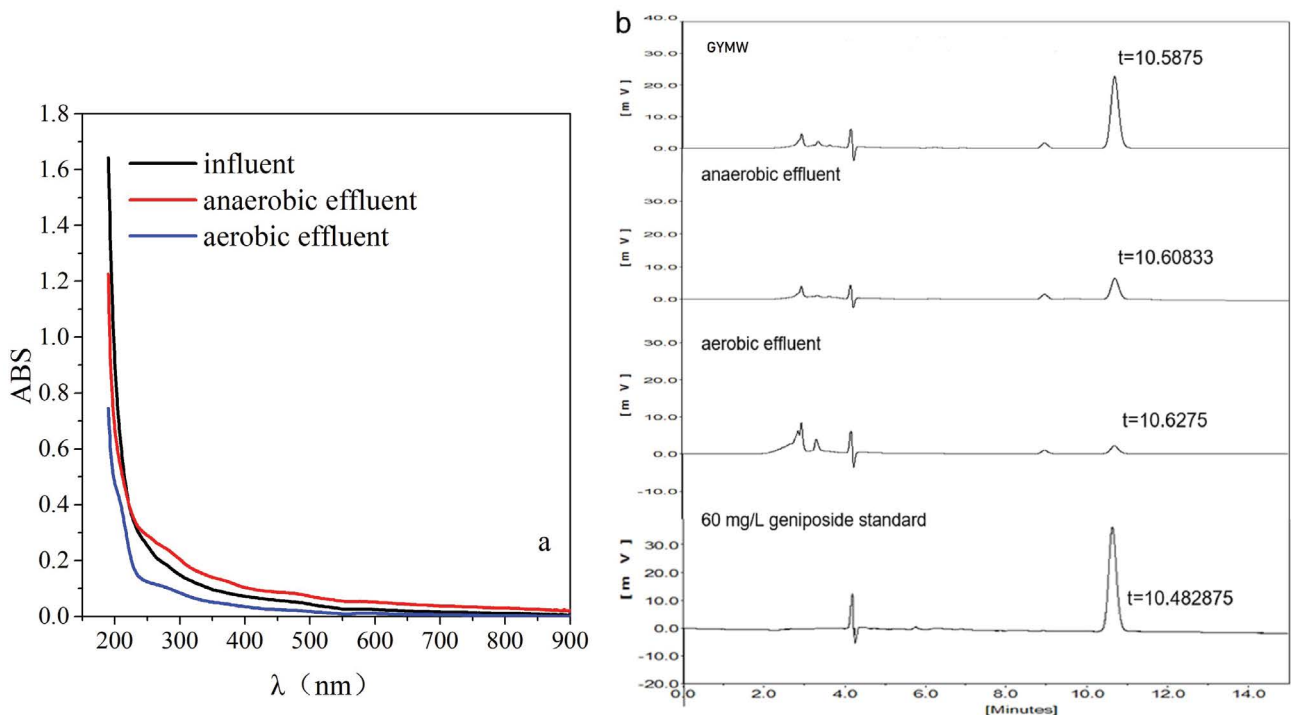 1.8
1.6
1.4
1.2
1.0
0.8
0.6
0.4
0.2
0.0
ABS
influent
anaerobic effluent
aerobic effluent
a
200 300 400 500 600 700 800 900
λ（nm）
b
40.0
30.0
20.0
10.0
0.0
[ m V ]
GYMW
t=10.5875
anaerobic effluent
30.0
20.0
10.0
0.0
[ m V ]
t=10.60833
aerobic effluent
30.0
20.0
10.0
0.0
-10.0
[ m V ]
t=10.6275
60 mg/L geniposide standard
30.0
20.0
10.0
0.0
-10.0
-20.0
[ m V ]
t=10.482875
0.0 2.0 4.0 6.0 8.0 10.0 12.0 14.0
[Minutes]